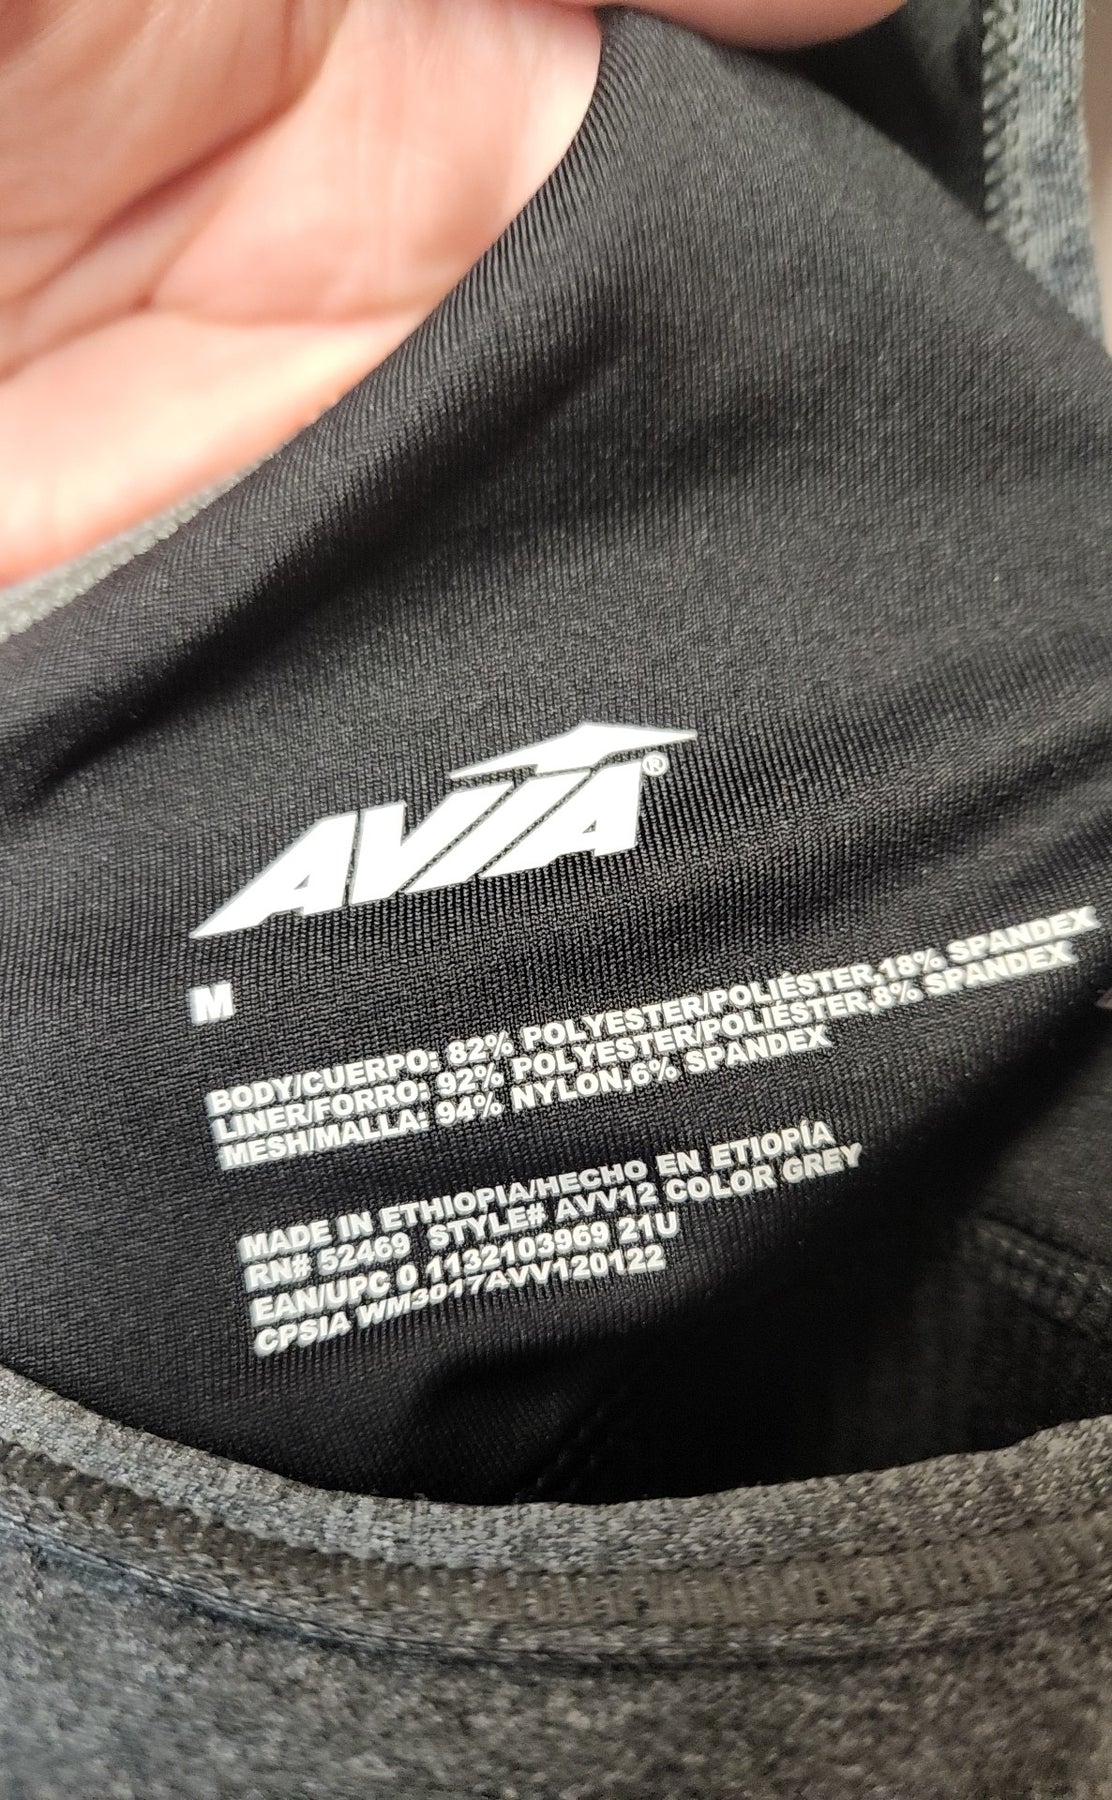 AVIA®
M
BODY/CUERPO: 82% POLYESTER/POLIÉSTER,18% SPANDEX
LINER/FORRO: 92% POLYESTER/POLIÉSTER,8% SPANDEX
MESH/MALLA: 94% NYLON,6% SPANDEX
MADE IN ETHIOPIA/HECHO EN ETIOPÍA
RN# 52469 STYLE# AVV12 COLOR GREY
EAN/UPC 0 1132103969 21U
CPSIA WM3017AVV120122